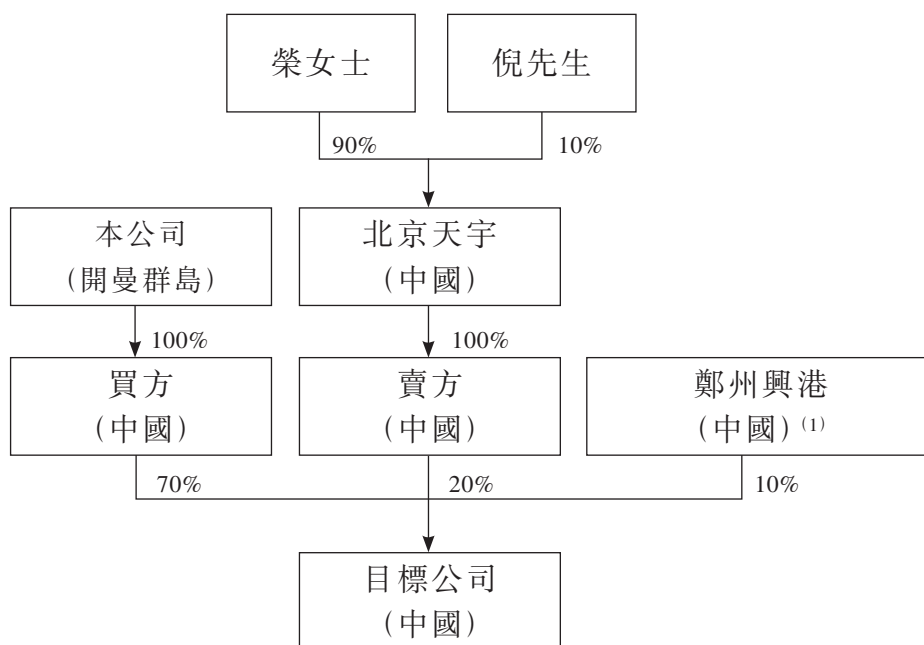 榮女士
倪先生
90%
10%
本公司
（開曼群島）
北京天宇
（中國）
100%
100%
買方
（中國）
賣方
（中國）
鄭州興港
（中國）(1)
70%
20%
10%
目標公司
（中國）